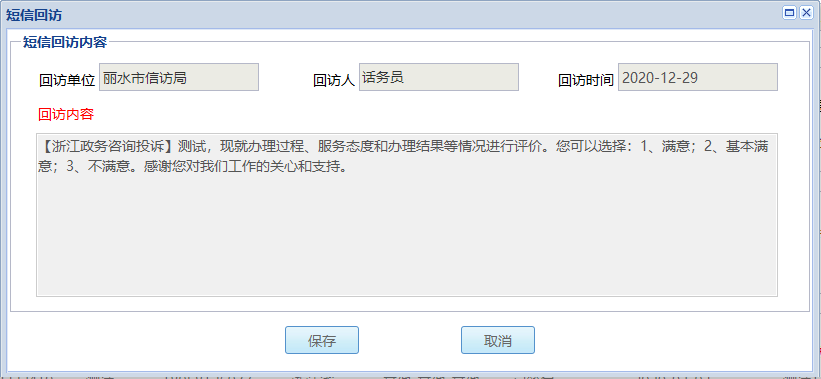 短信回访
短信回访内容
回访单位 丽水市信访局 回访人 话务员 回访时间 2020-12-29
回访内容
【浙江政务咨询投诉】测试，现就办理过程、服务态度和办理结果等情况进行评价。您可以选择：1、满意；2、基本满
意；3、不满意。感谢您对我们工作的关心和支持。
保存 取消